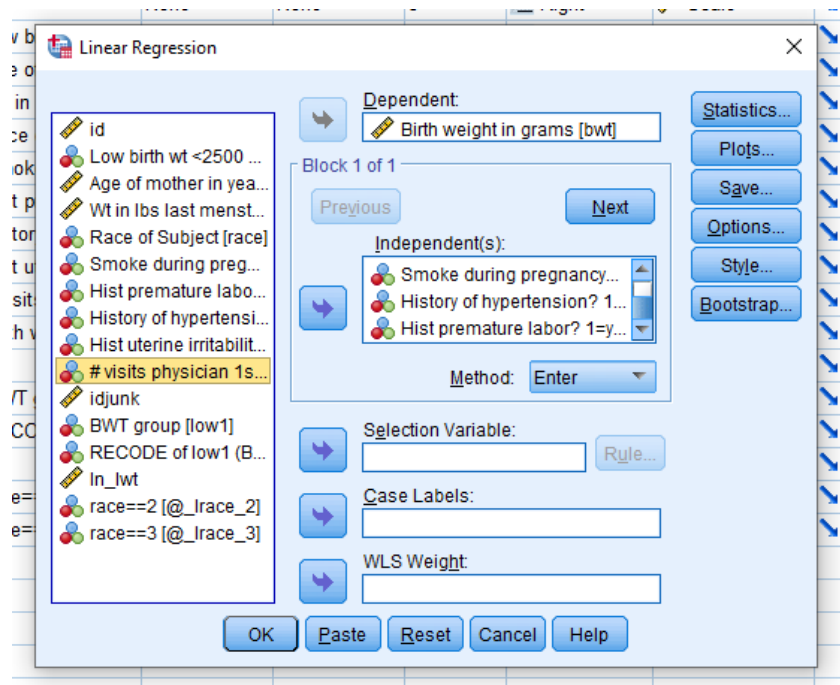 Linear Regression
id
Low birth wt <2500 ...
Age of mother in yea...
Wt in lbs last menst...
Race of Subject [race]
Smoke during preg...
Hist premature labo...
History of hypertensi...
Hist uterine irritabilit...
# visits physician 1s...
idjunk
BWT group [low1]
RECODE of low1 (B...
ln_lwt
race==2 [@_Irace_2]
race==3 [@_Irace_3]
Dependent:
Birth weight in grams [bwt]
Block 1 of 1
Previous
Next
Independent(s):
Smoke during pregnancy...
History of hypertension? 1...
Hist premature labor? 1=y...
Method:
Enter
Selection Variable:
Rule...
Case Labels:
WLS Weight:
Statistics...
Plots...
Save...
Options...
Style...
Bootstrap...
OK
Paste
Reset
Cancel
Help